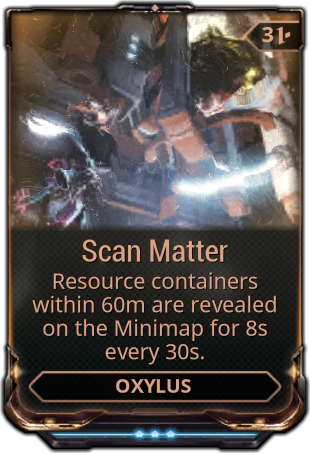 31
Scan Matter
Resource containers
within 60m are revealed
on the Minimap for 8s
every 30s.
OXYLUS